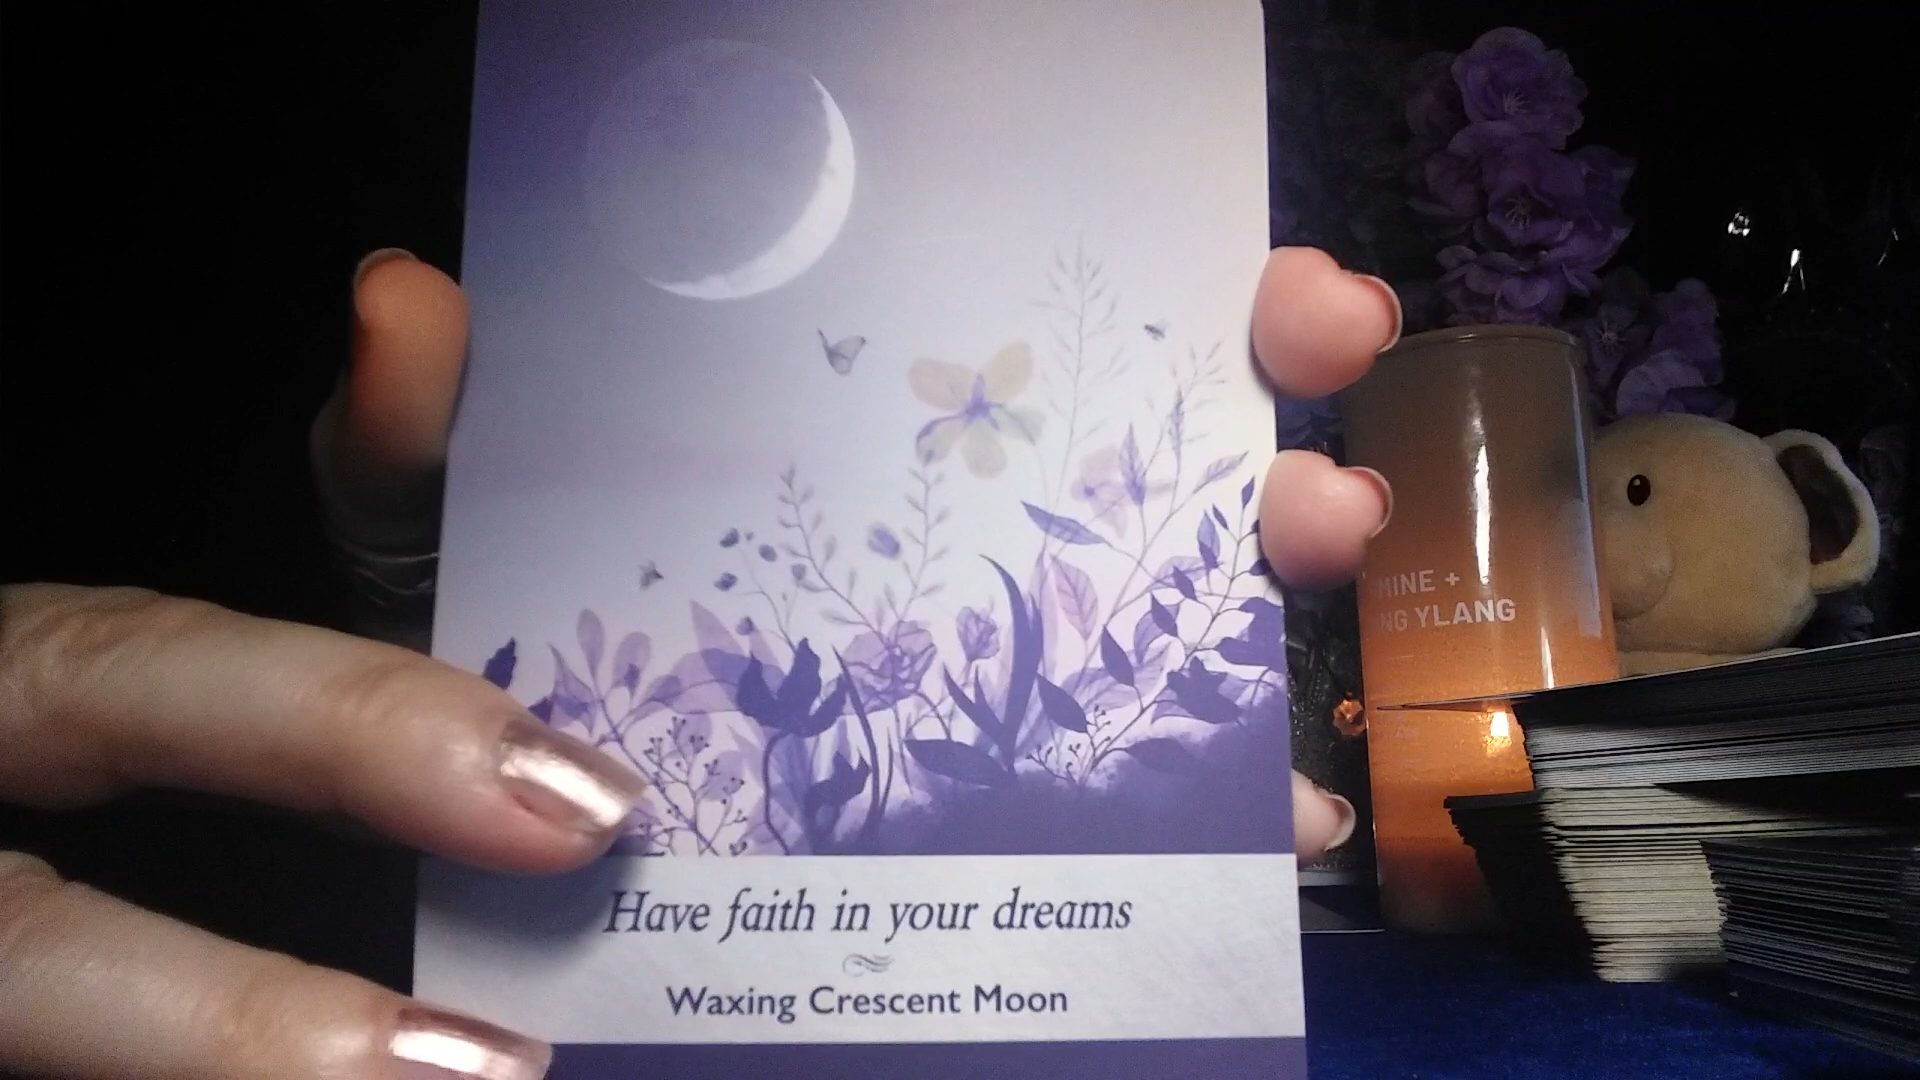 Have faith in your dreams
Waxing Crescent Moon
MINE +
NG YLANG